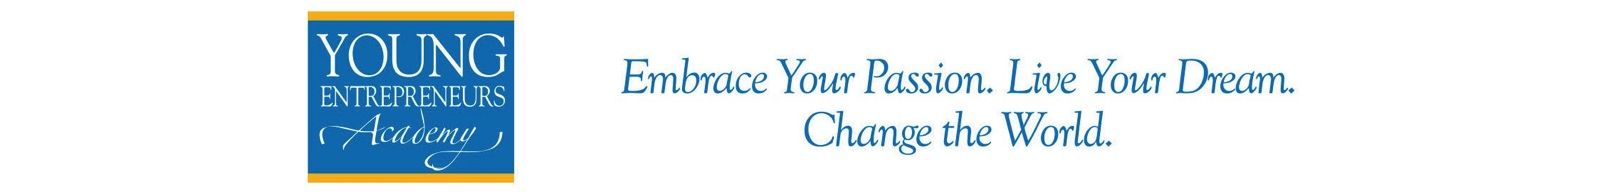 YOUNG
ENTREPRENEURS
Academy
Embrace Your Passion. Live Your Dream.
Change the World.